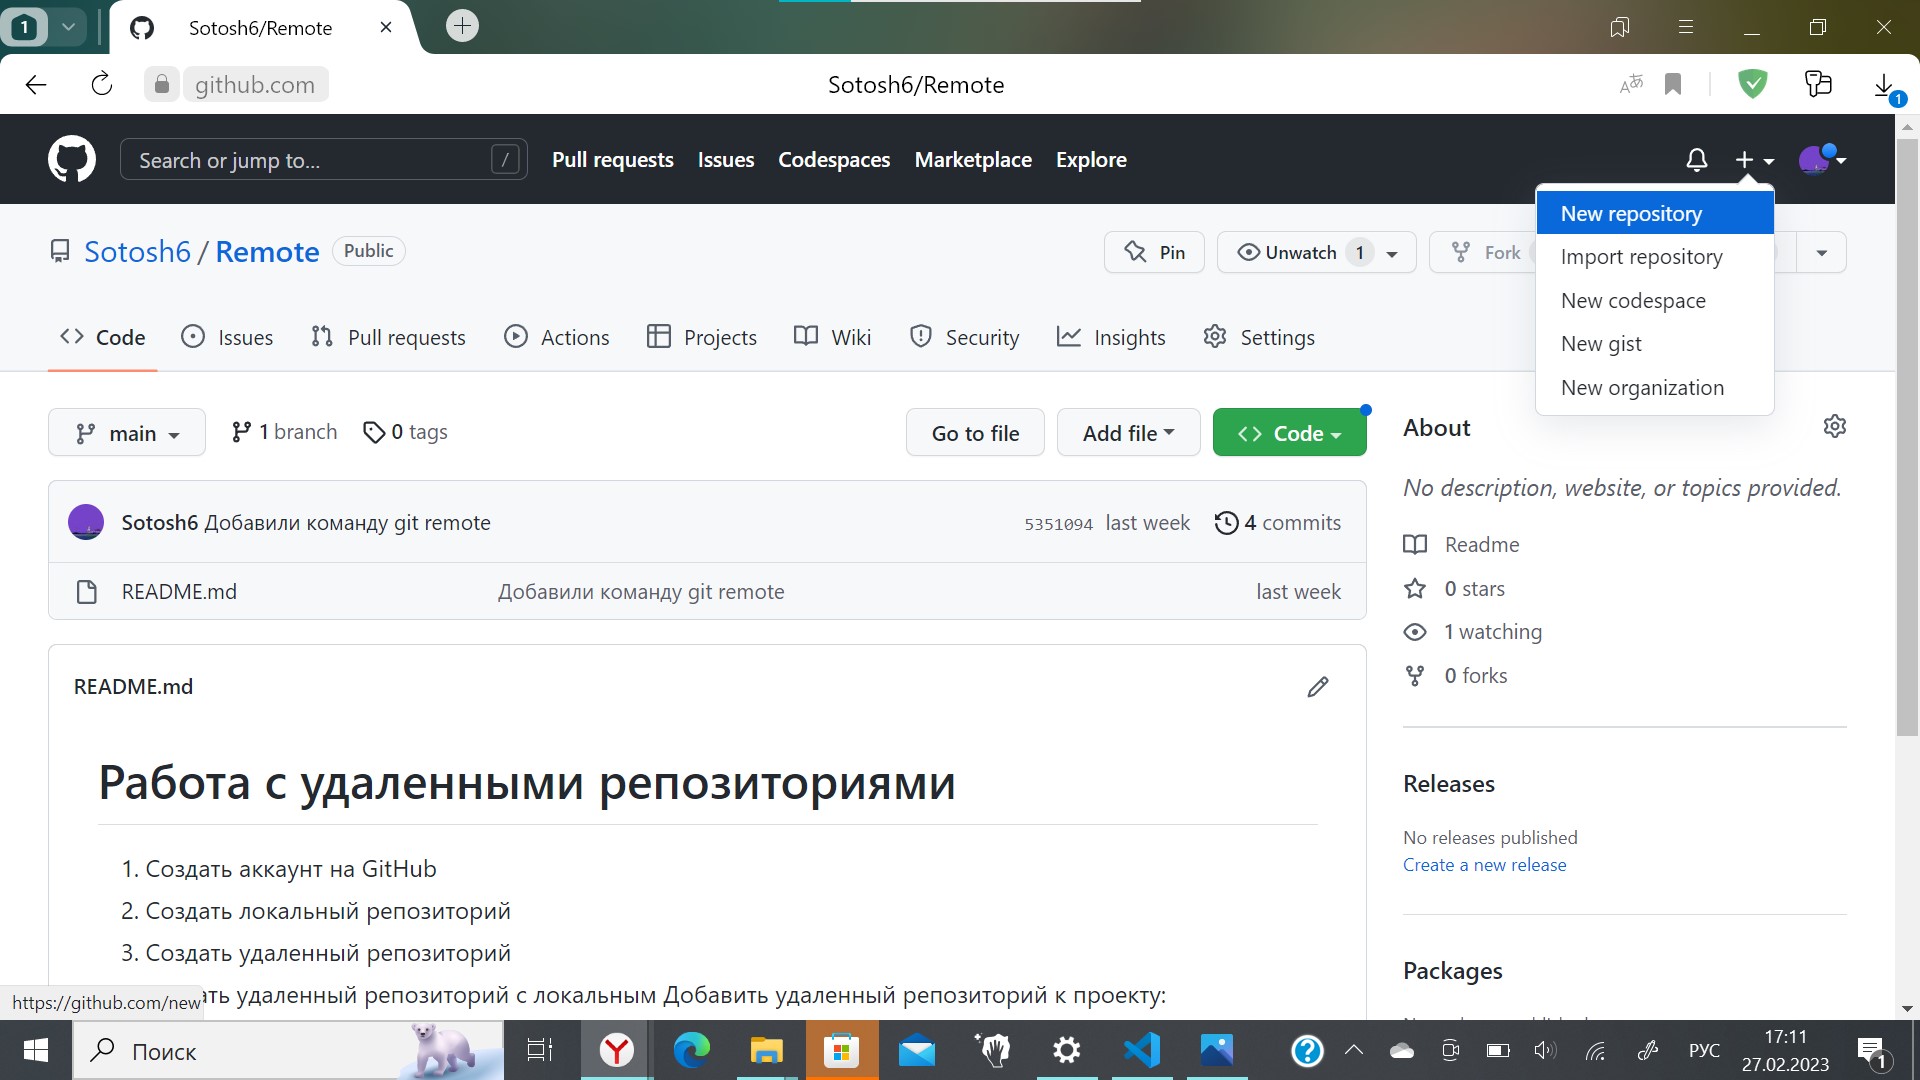 1
Sotosh6/Remote
github.com
Sotosh6/Remote
1
Search or jump to...
/
Pull requests
Issues
Codespaces
Marketplace
Explore
New repository
Import repository
New codespace
New gist
New organization
Sotosh6 / Remote
Public
Pin
Unwatch 1
Fork
Code
Issues
Pull requests
Actions
Projects
Wiki
Security
Insights
Settings
main
1 branch
0 tags
Go to file
Add file
Code
Sotosh6 Добавили команду git remote
5351094 last week
4 commits
README.md
Добавили команду git remote
last week
README.md
Работа с удаленными репозиториями
1. Создать аккаунт на GitHub
2. Создать локальный репозиторий
3. Создать удаленный репозиторий
удаленный репозиторий с локальным Добавить удаленный репозиторий к проекту:
About
No description, website, or topics provided.
Readme
0 stars
1 watching
0 forks
Releases
No releases published
Create a new release
Packages
https://github.com/new
Поиск
РУС
17:11
27.02.2023
1